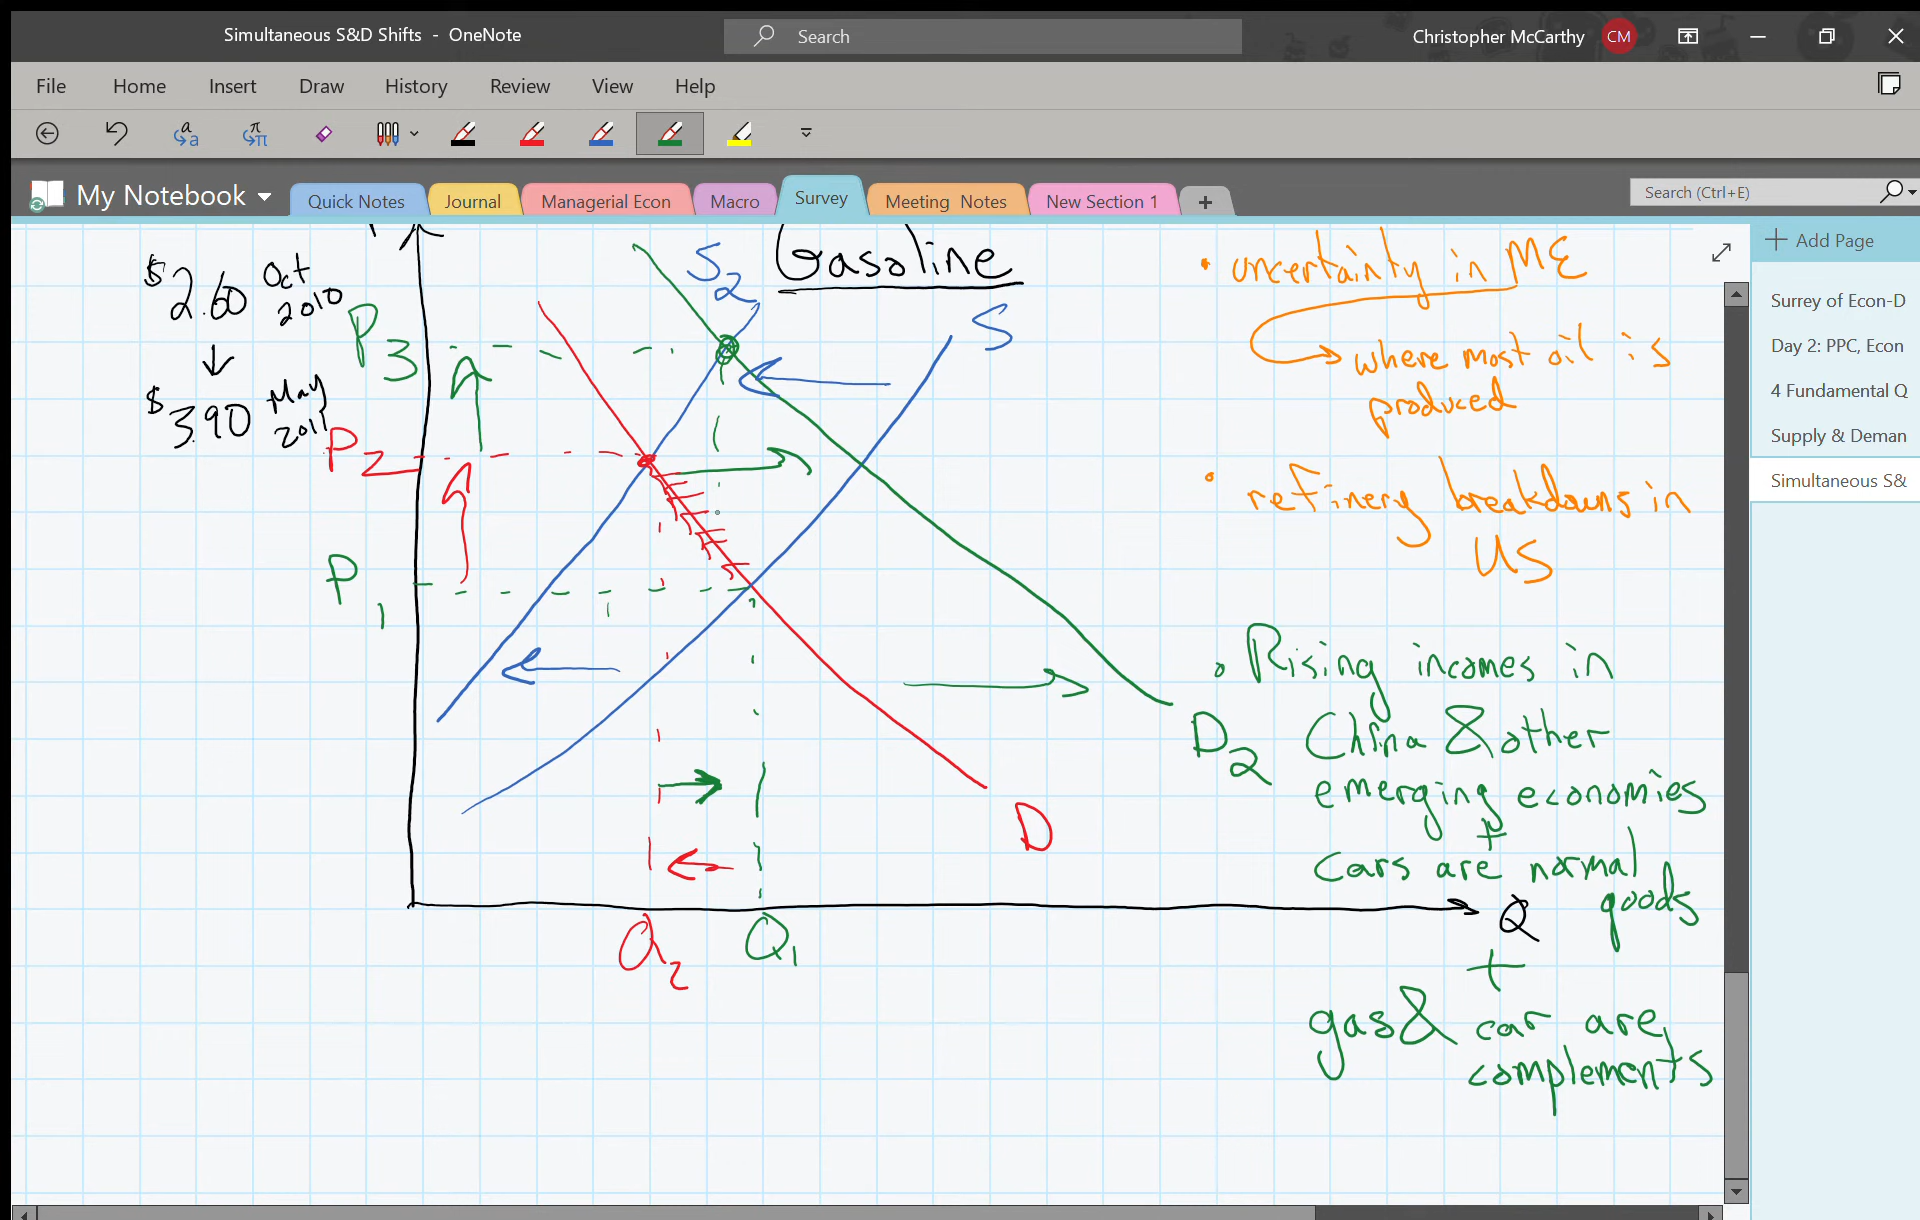 Simultaneous S&D Shifts - OneNote
Search
Christopher McCarthy
CM
File Home Insert Draw History Research Review View Help
My Notebook
Quick Notes
Journal
Managerial Econ
Macro
Survey
Meeting Notes
New Section 1
+
Search (Ctrl+E)
Add Page
Surrey of Econ-D
Day 2: PPC, Econ
4 Fundamental Q
Supply & Deman
Simultaneous S&
Gasoline
$2.60 Oct 2010
$3.90 May 2011
P3
P2
P1
S2
S
D2
D
Q2
Q1
Q
• uncertainty in ME
where most oil is
produced
• refinery breakdowns in
US
• Rising incomes in
China & other
emerging economies
+
cars are normal
goods
+
gas & car are
complements